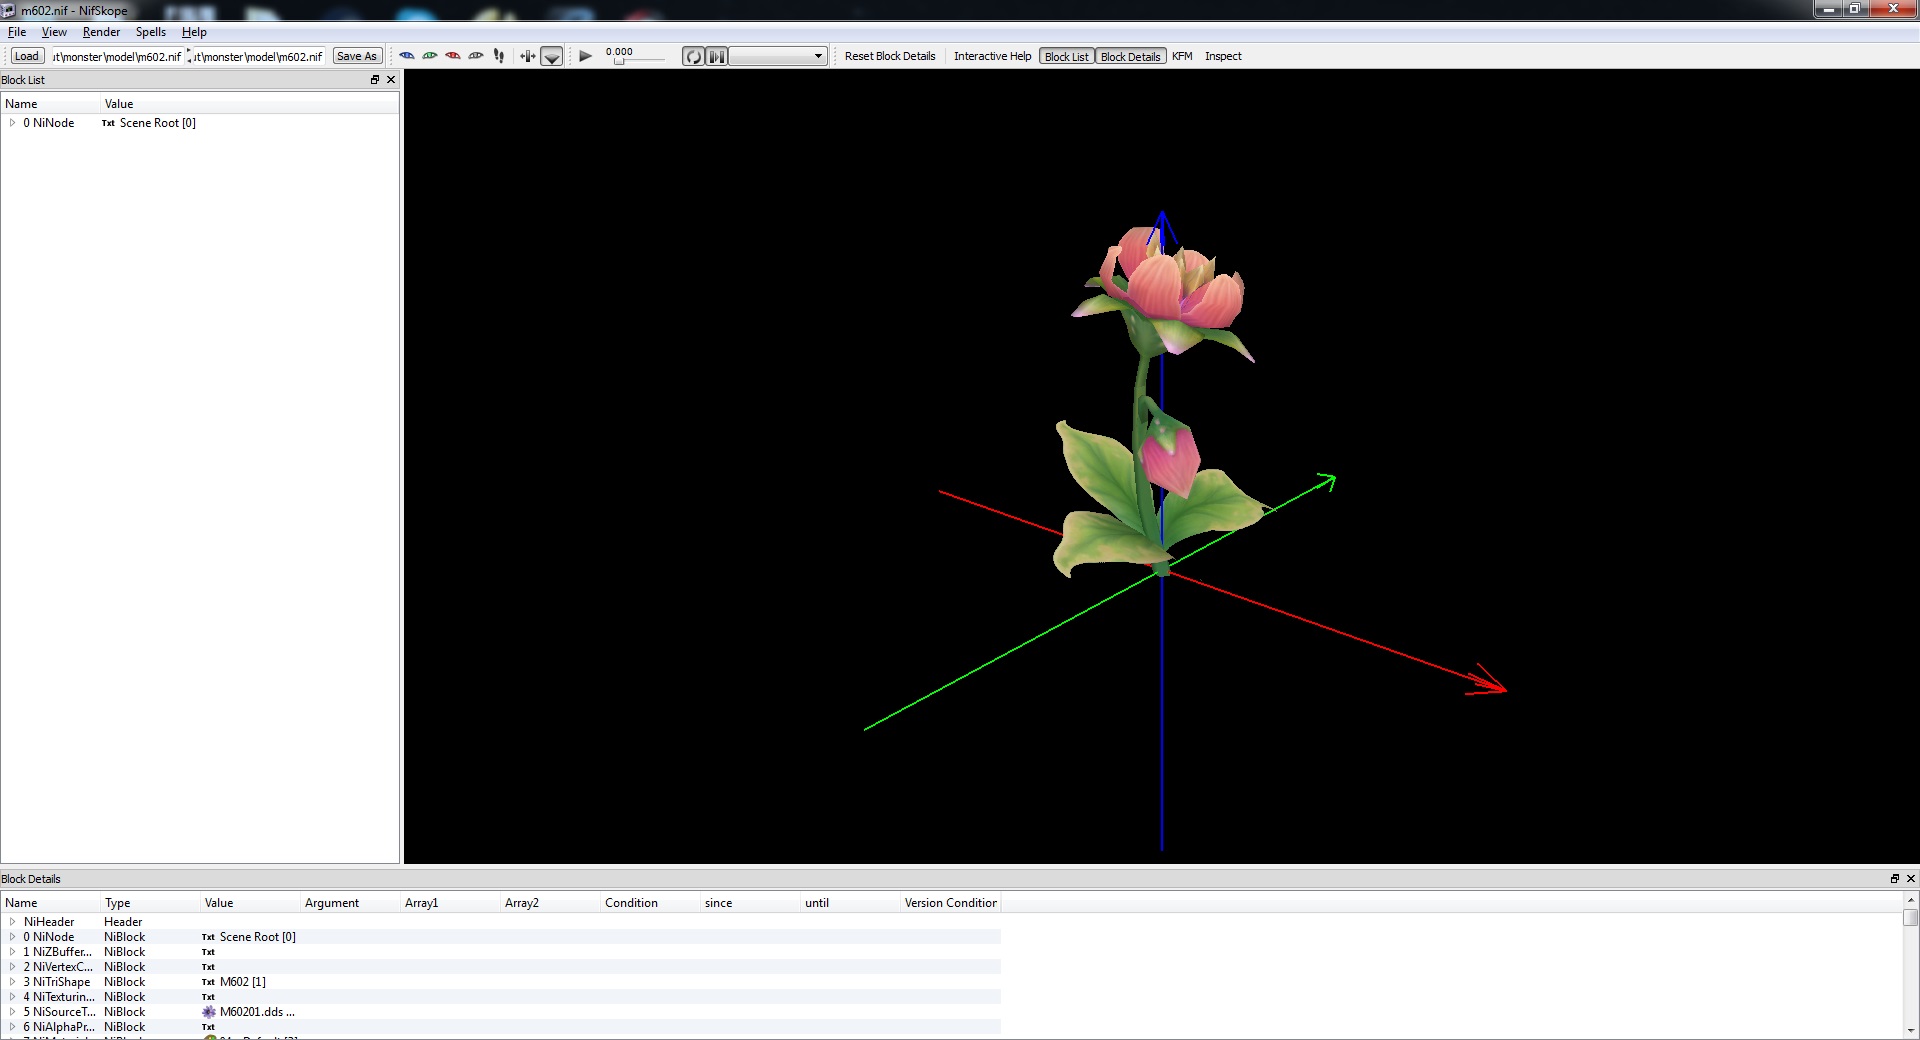 m602.nif - NifSkope
File View Render Spells Help
Load ut\monster\model\m602.nif ut\monster\model\m602.nif Save As 0.000 Reset Block Details Interactive Help Block List Block Details KFM Inspect
Block List
Name Value
0 NiNode Txt Scene Root [0]
Block Details
Name Type Value Argument Array1 Array2 Condition since until Version Condition
NiHeader Header
0 NiNode NiBlock Txt Scene Root [0]
1 NiZBuffer... NiBlock Txt
2 NiVertexC... NiBlock Txt
3 NiTriShape NiBlock Txt M602 [1]
4 NiTexturin... NiBlock Txt
5 NiSourceT... NiBlock M60201.dds ...
6 NiAlphaPr... NiBlock Txt